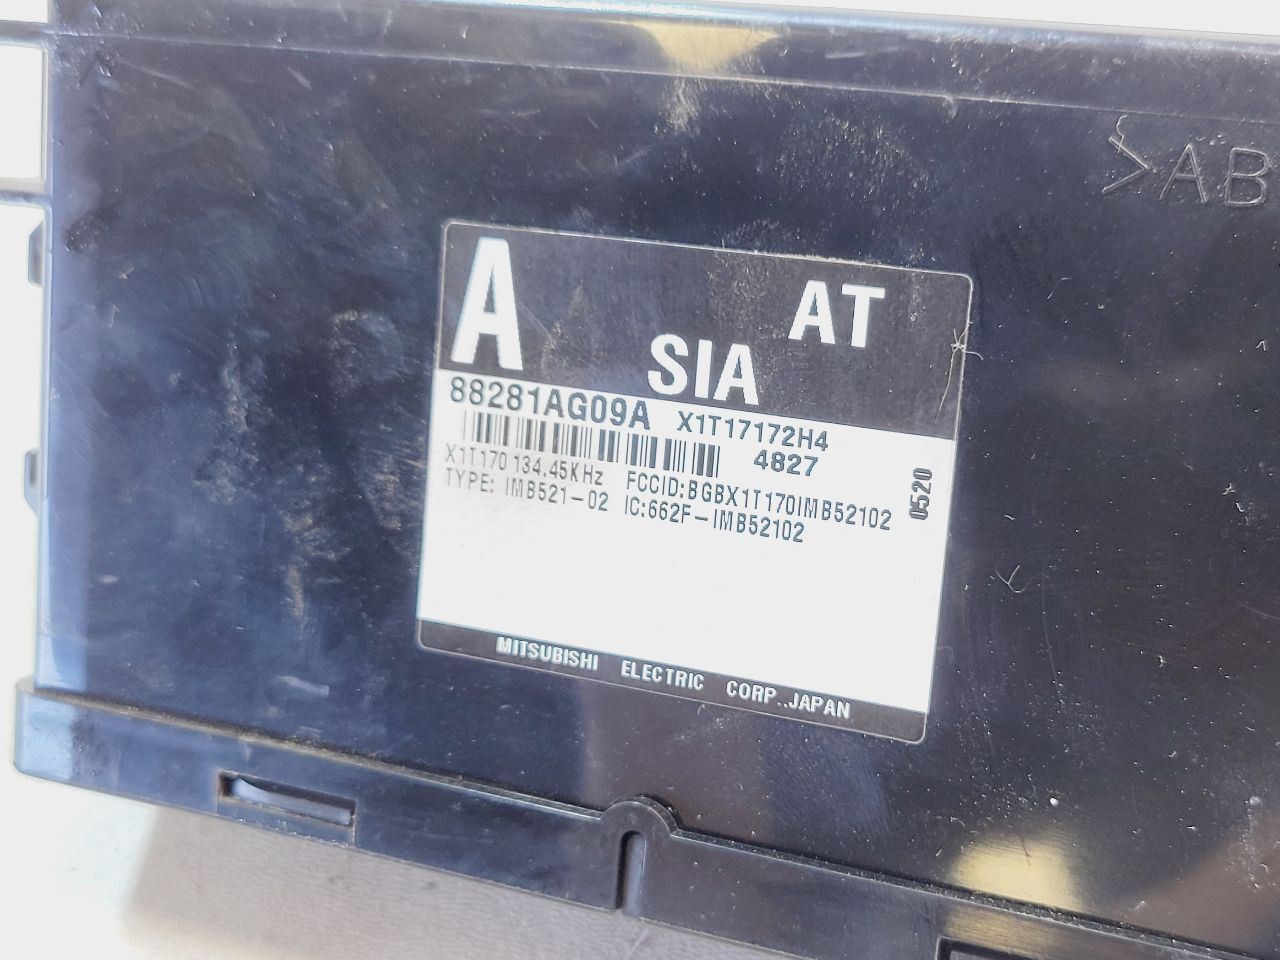 >AB
A
AT
SIA
88281AG09A X1T17172H4
4827
X1T170 134.45KHz FCCID:BGBX1T170IMB52102
TYPE: IMB521-02 IC:662F-IMB52102
0520
MITSUBISHI ELECTRIC CORP. JAPAN